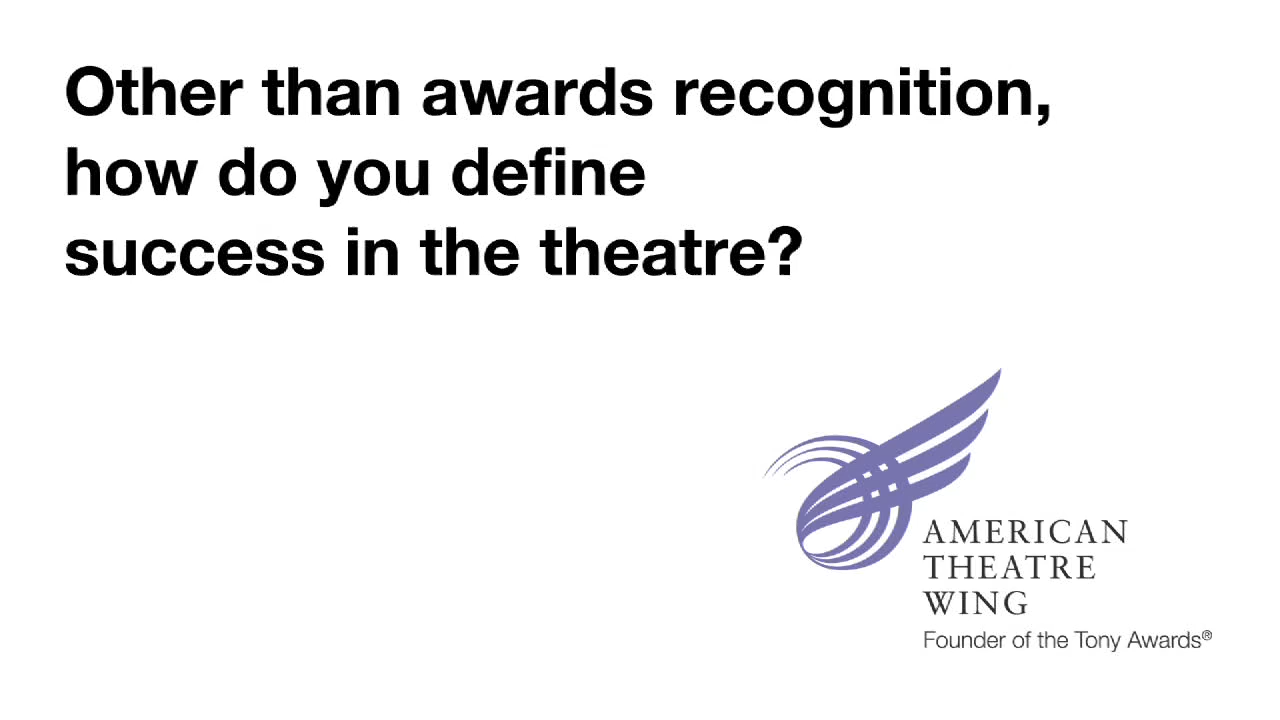 Other than awards recognition,
how do you define
success in the theatre?
AMERICAN
THEATRE
WING
Founder of the Tony Awards®